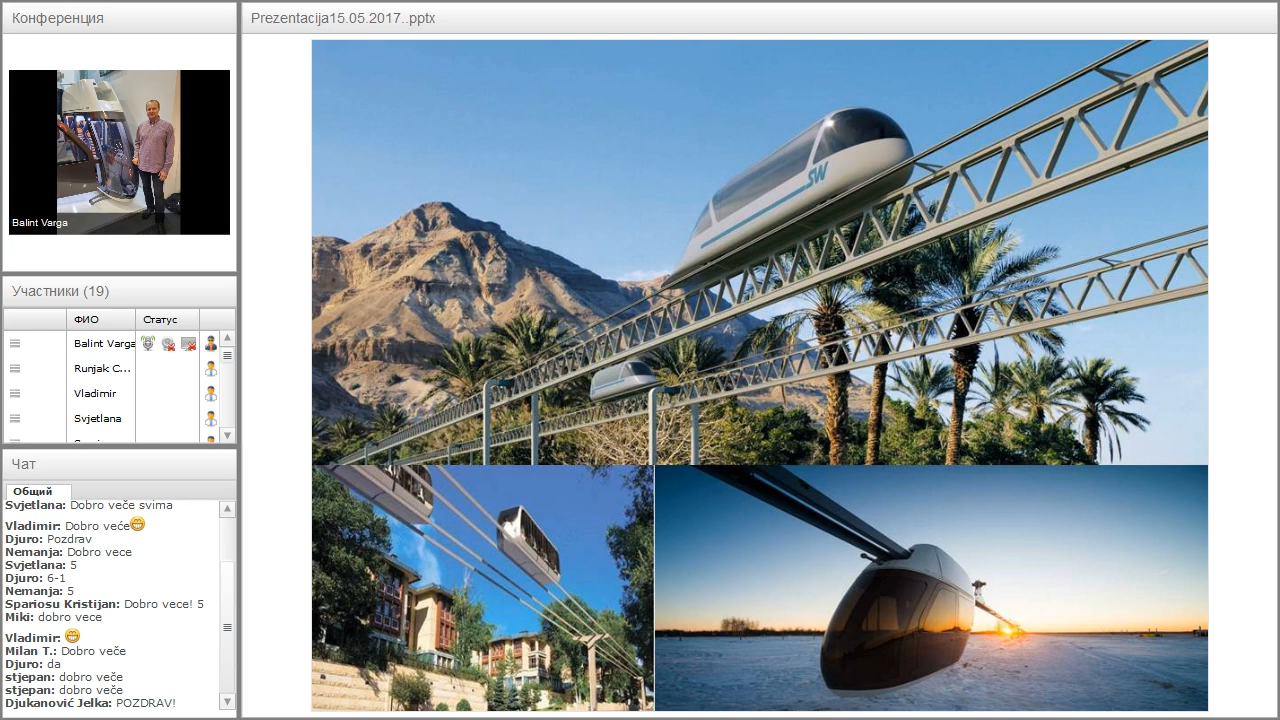 Конференция
Balint Varga
Участники (19)
ФИО Статус
Balint Varga
Runjak C...
Vladimir
Svjetlana
Чат
Общий
Svjetlana: Dobro veče svima
Vladimir: Dobro veće
Djuro: Pozdrav
Nemanja: Dobro vece
Svjetlana: 5
Djuro: 6-1
Nemanja: 5
Spariosu Kristijan: Dobro vece! 5
Miki: dobro vece
Vladimir:
Milan T.: Dobro veče
Djuro: da
stjepan: dobro veče
stjepan: dobro veče
Djukanović Jelka: POZDRAV!
Prezentacija15.05.2017..pptx
SW